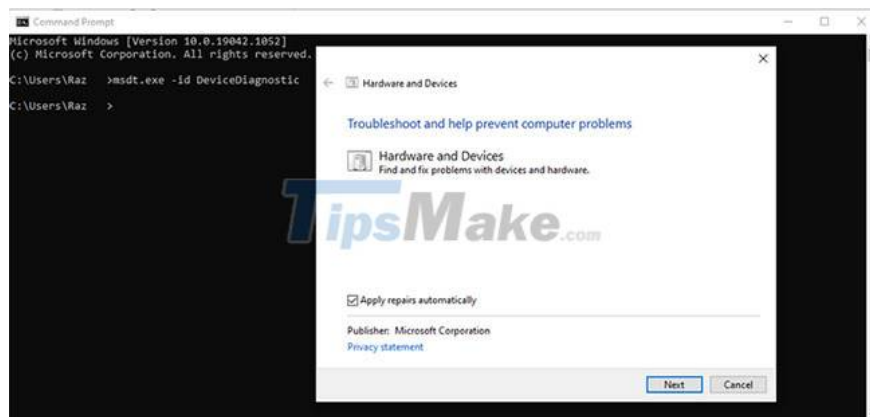 Command Prompt
Microsoft Windows [Version 10.0.19042.1052]
(c) Microsoft Corporation. All rights reserved.
C:\Users\Raz >msdt.exe -id DeviceDiagnostic
C:\Users\Raz >
Hardware and Devices
Troubleshoot and help prevent computer problems
Hardware and Devices
Find and fix problems with devices and hardware.
TipsMake.com
Apply repairs automatically
Publisher: Microsoft Corporation
Privacy statement
Next Cancel